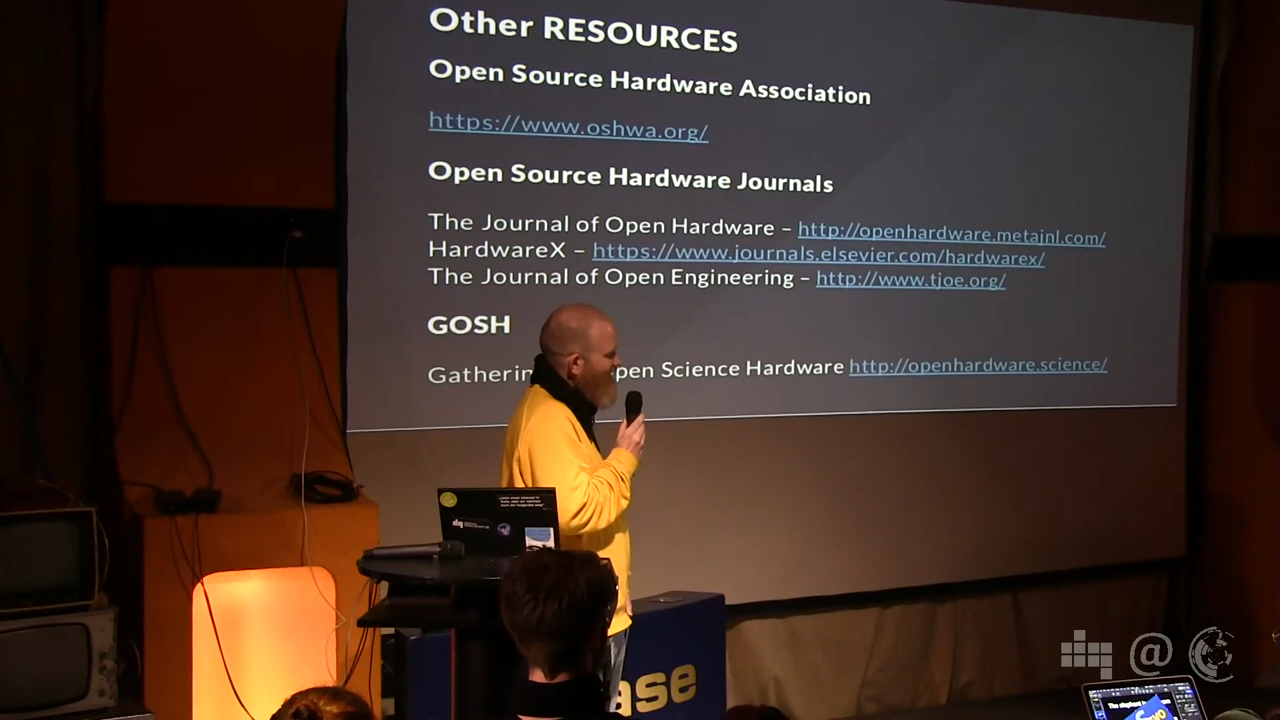 Other RESOURCES
Open Source Hardware Association
https://www.oshwa.org/
Open Source Hardware Journals
The Journal of Open Hardware – http://openhardware.metajnl.com/
HardwareX – https://www.journals.elsevier.com/hardwarex/
The Journal of Open Engineering – http://www.tjoe.org/
GOSH
Gatherin pen Science Hardware http://openhardware.science/
ase
@